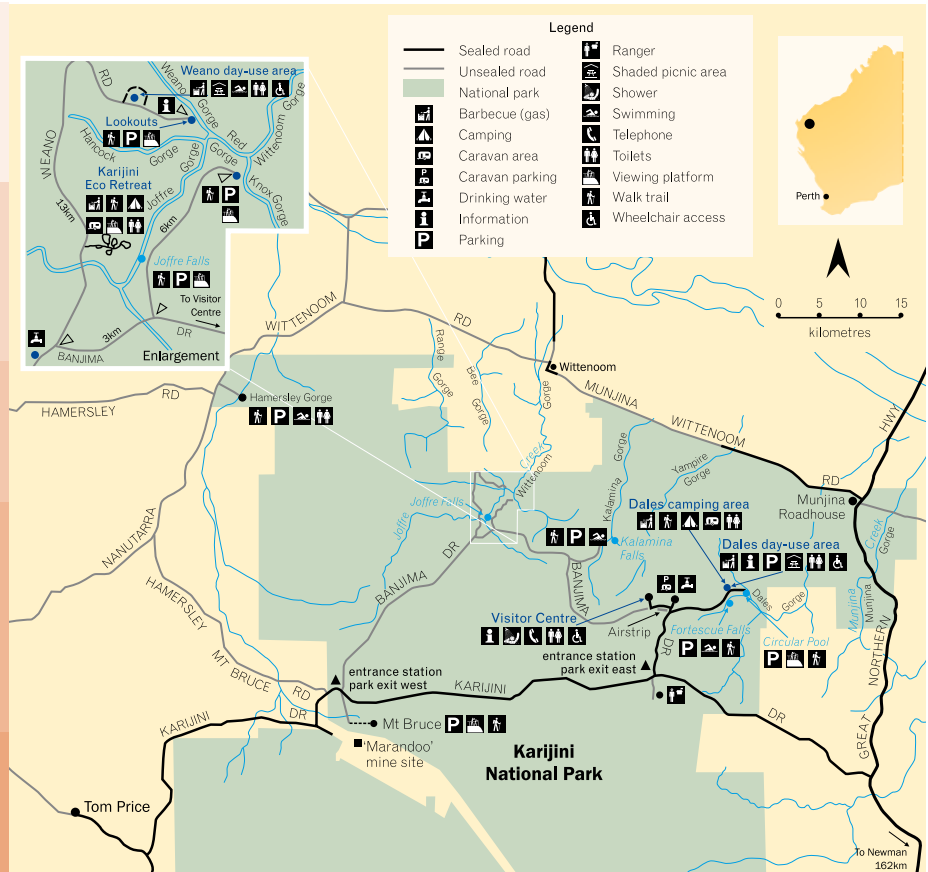 Legend
Sealed road
Unsealed road
National park
Barbecue (gas)
Camping
Caravan area
Caravan parking
Drinking water
Information
Parking
Ranger
Shaded picnic area
Shower
Swimming
Telephone
Toilets
Viewing platform
Walk trail
Wheelchair access
Perth
0 5 10 15
kilometres
RD
Weano day-use area
Weano
Gorge
Gorge
Lookouts
Hancock
Gorge
Gorge
Red
Gorge
Wittenoom
WEANO
Karijini
Eco Retreat
Joffre
Knox Gorge
13km
6km
Joffre Falls
To Visitor
Centre
3km
DR
BANJIMA
Enlargement
WITTENOOM
RD
Range
Gorge
Bee
Gorge
Gorge
Wittenoom
MUNJINA
WITTENOOM
RD
HWY
HAMERSLEY
RD
Hamersley Gorge
Creek
Wittenoom
Kalamina
Gorge
Yampire
Gorge
Munjina
Roadhouse
Joffre Falls
Joffre
Dales camping area
Dales day-use area
Kalamina
Falls
Creek
Gorge
NANUTARRA
DR
BANJIMA
BANJIMA
Dales
Gorge
Munjina
Munjina
Visitor Centre
Airstrip
Fortescue Falls
Circular Pool
HAMERSLEY
MT BRUCE
RD
entrance station
park exit west
entrance station
park exit east
DR
KARIJINI
NORTHERN
GREAT
KARIJINI
DR
Mt Bruce
DR
'Marandoo'
mine site
Karijini
National Park
Tom Price
To Newman
162km